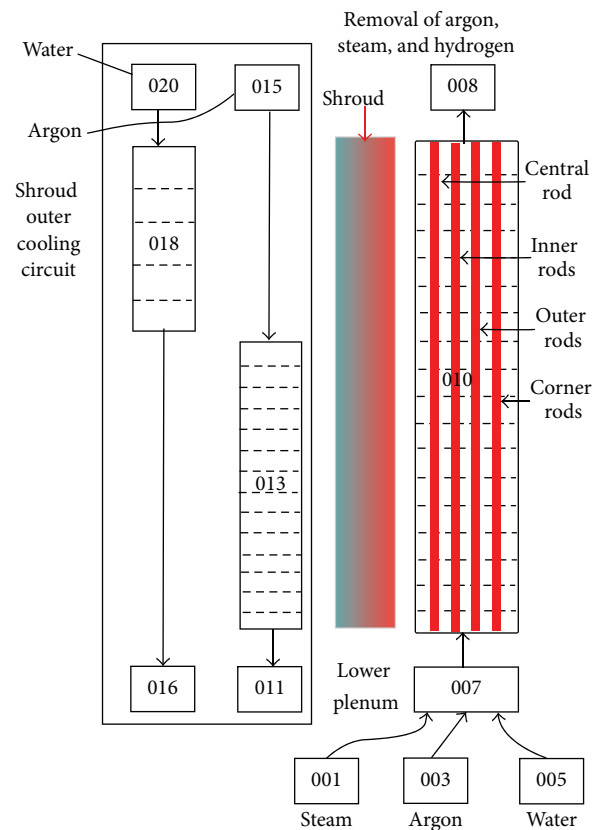 Removal of argon,
steam, and hydrogen
Water
020
015
008
Argon
Shroud
Shroud
outer
cooling
circuit
018
Central
rod
Inner
rods
Outer
rods
010
Corner
rods
013
016
011
Lower
plenum
007
001
003
005
Steam
Argon
Water